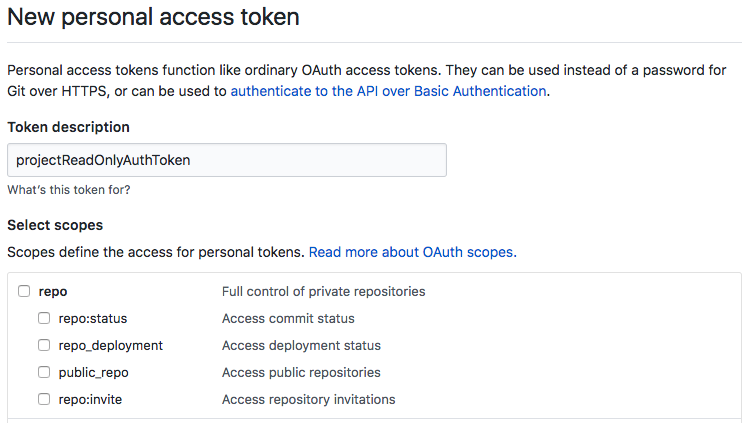 New personal access token
Personal access tokens function like ordinary OAuth access tokens. They can be used instead of a password for
Git over HTTPS, or can be used to authenticate to the API over Basic Authentication.
Token description
projectReadOnlyAuthToken
What's this token for?
Select scopes
Scopes define the access for personal tokens. Read more about OAuth scopes.
repo Full control of private repositories
repo:status Access commit status
repo_deployment Access deployment status
public_repo Access public repositories
repo:invite Access repository invitations